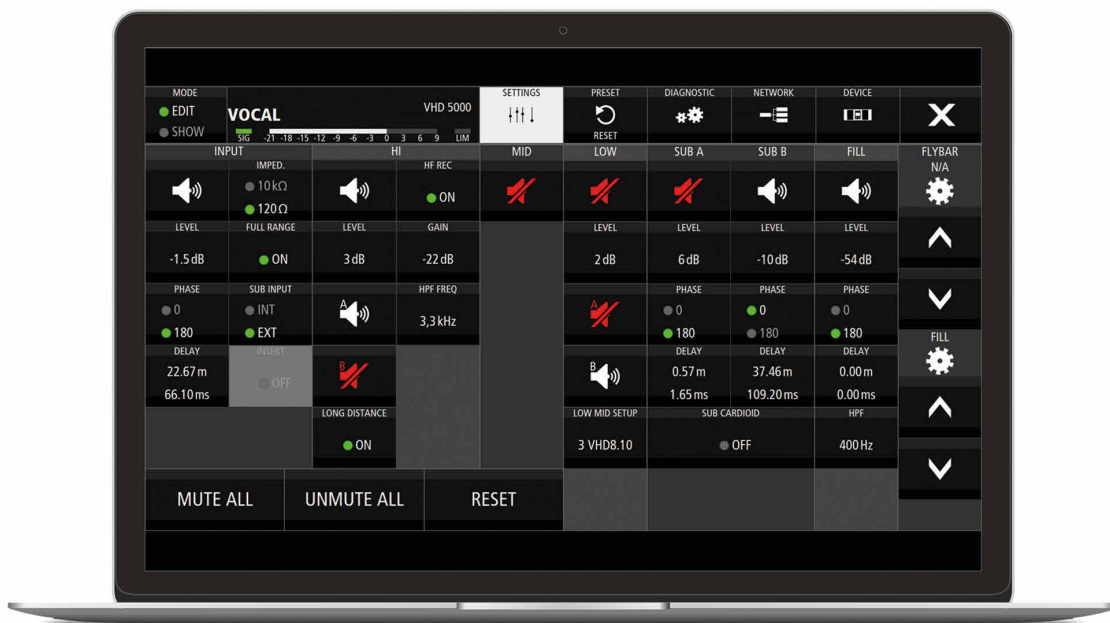 MODE
EDIT
SHOW
VOCAL
VHD 5000
SIG -21 -18 -15 -12 -9 -6 -3 0 3 6 9 LIM
SETTINGS
PRESET
RESET
DIAGNOSTIC
NETWORK
DEVICE
X
INPUT HI MID LOW SUB A SUB B FILL
FLYBAR
N/A
IMPED.
10 kΩ
120 Ω
HF REC
ON
LEVEL FULL RANGE LEVEL GAIN LEVEL LEVEL LEVEL LEVEL
-1.5 dB ON 3 dB -22 dB 2 dB 6 dB -10 dB -54 dB
PHASE SUB INPUT HPF FREQ PHASE PHASE PHASE
0 INT A 3,3 kHz A 0 0 0
180 EXT 180 180 180
FILL
DELAY INSERT DELAY DELAY DELAY
22.67 m OFF B B 0.57 m 37.46 m 0.00 m
66.10 ms 1.65 ms 109.20 ms 0.00 ms
LONG DISTANCE LOW MID SETUP SUB CARDIOID HPF
ON 3 VHD8.10 OFF 400 Hz
MUTE ALL UNMUTE ALL RESET